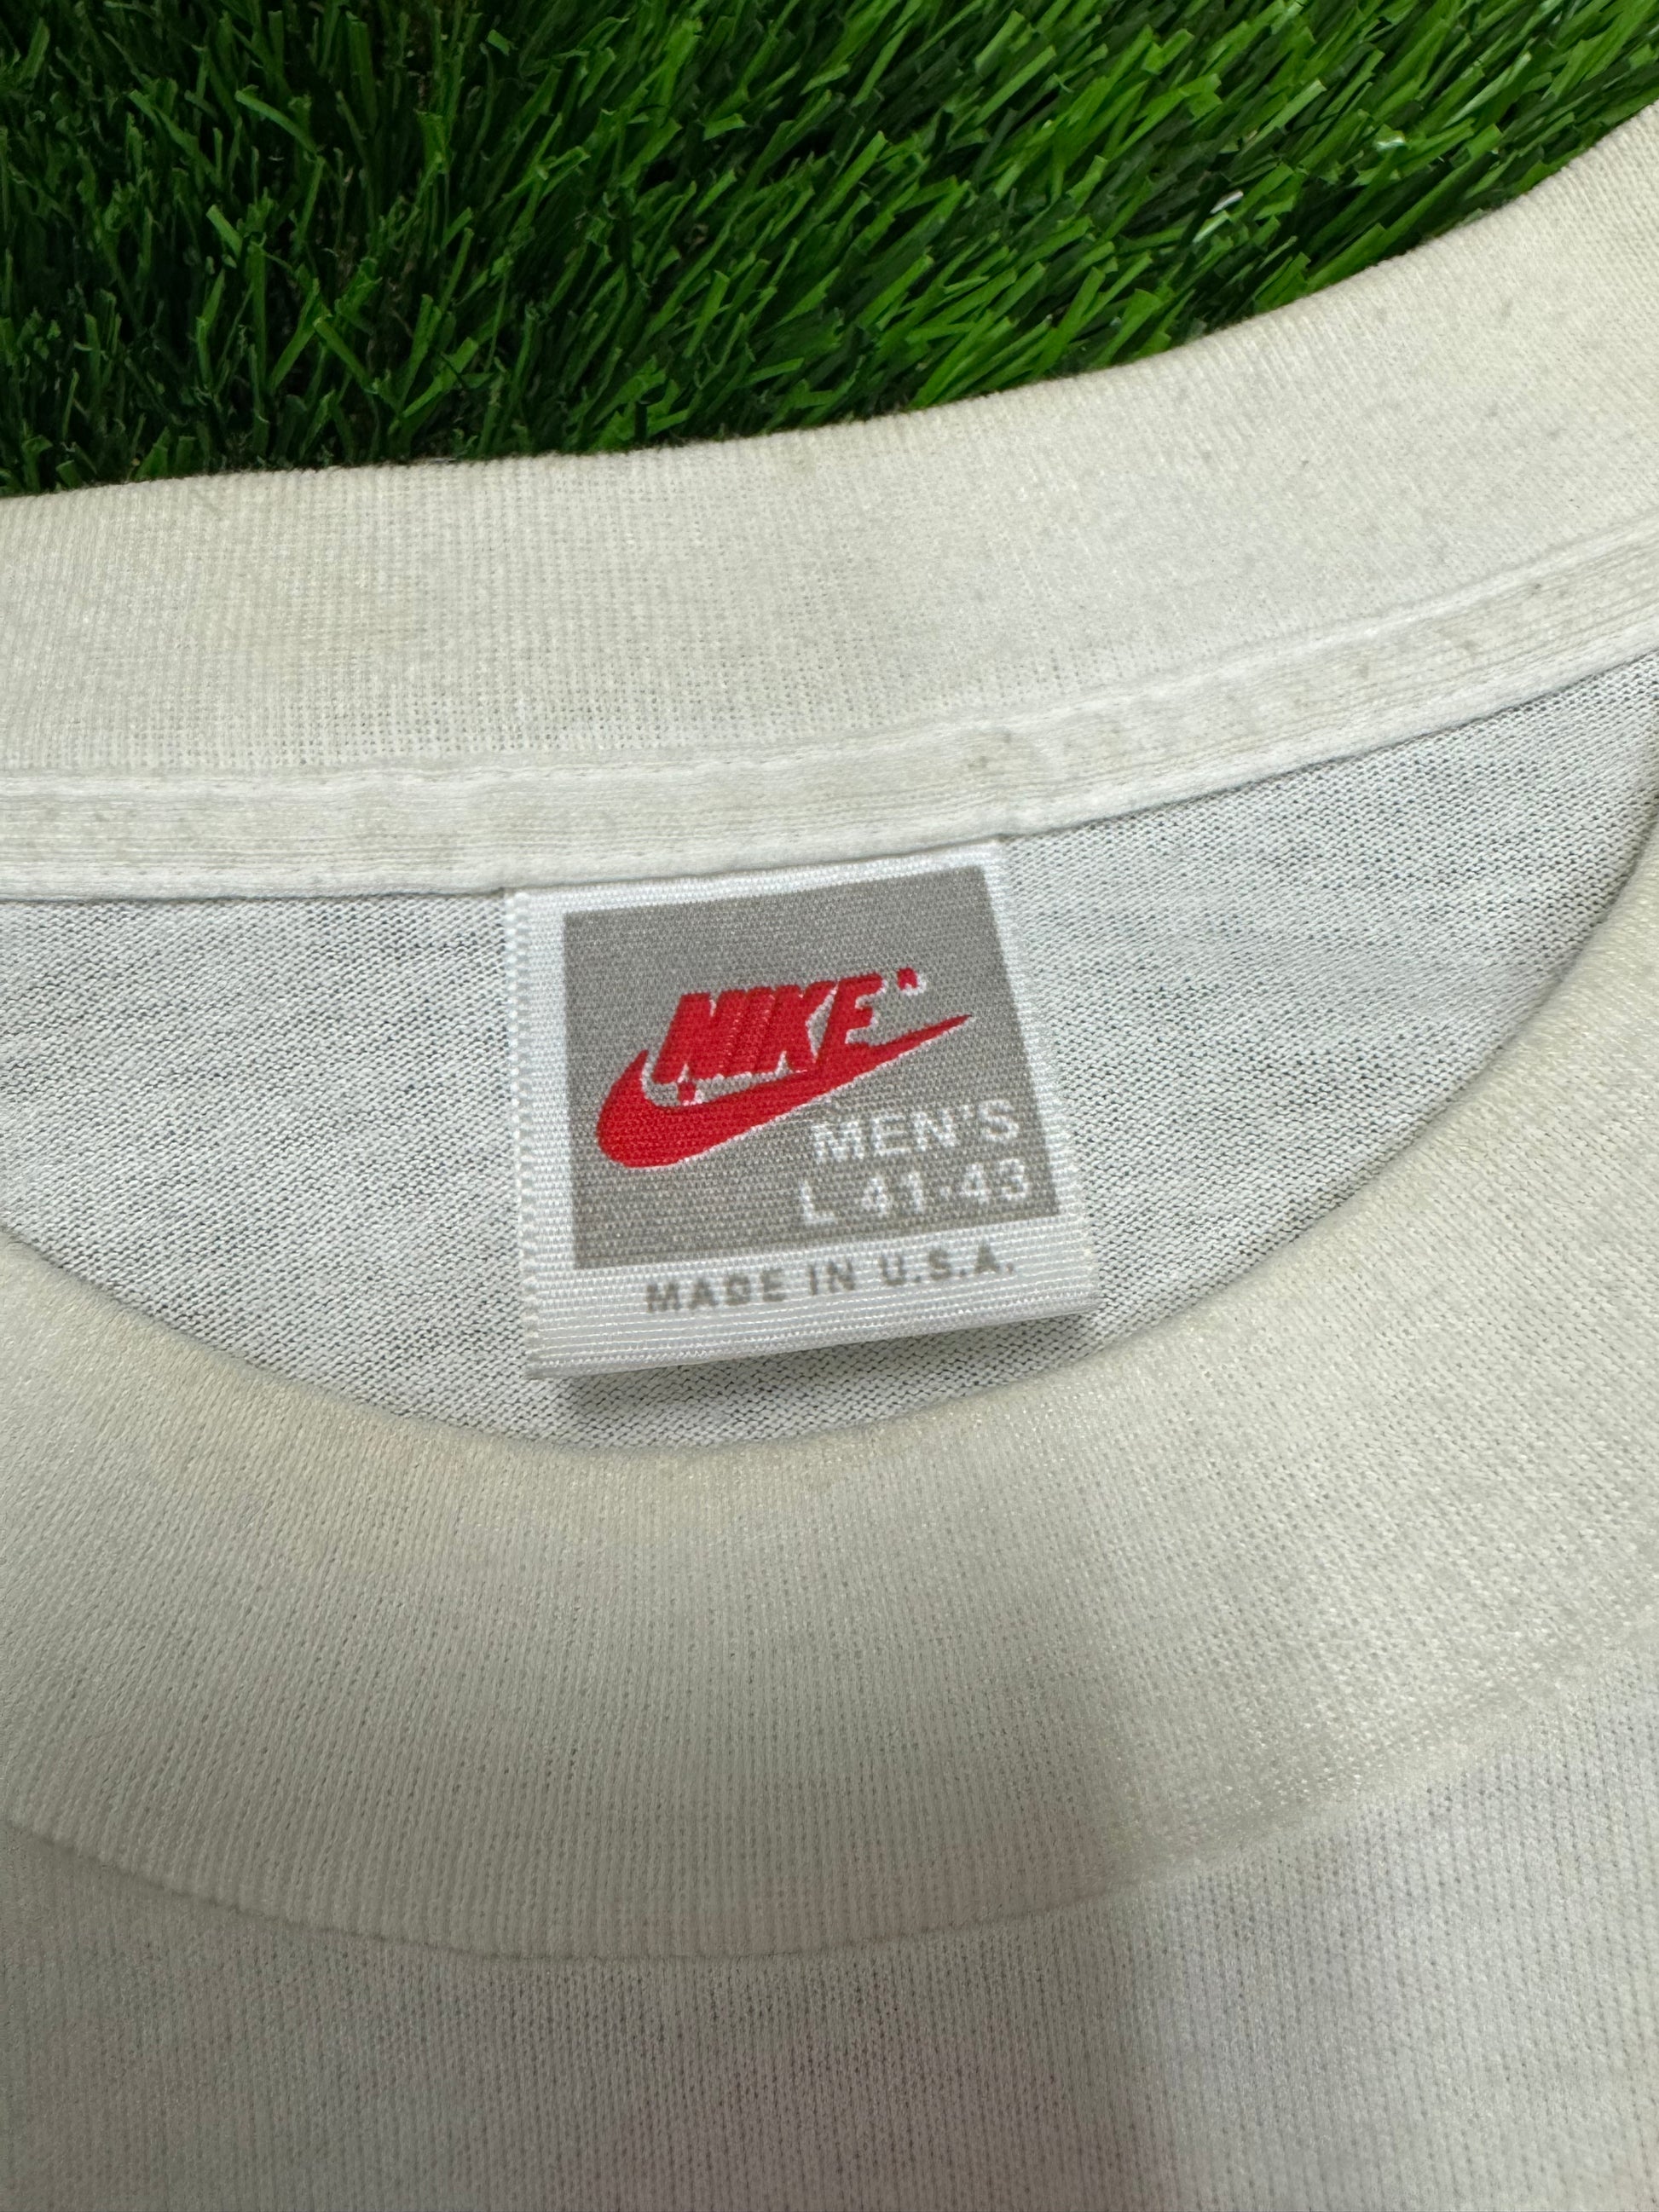 NIKE
MEN'S
L 41-43
MADE IN U.S.A.